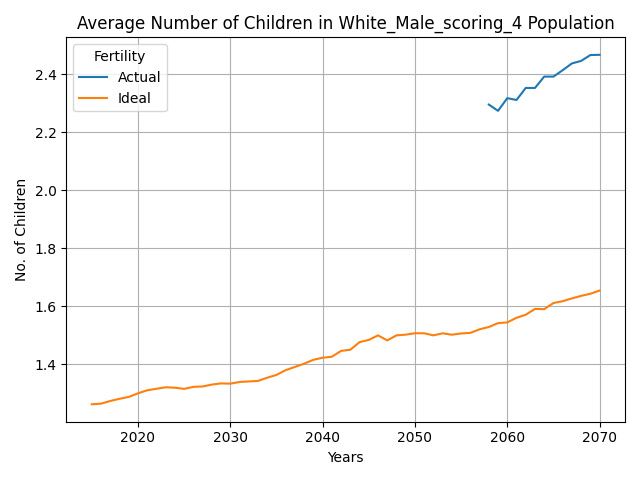 Average Number of Children in White_Male_scoring_4 Population
Fertility
Actual
Ideal
No. of Children
2.4
2.2
2.0
1.8
1.6
1.4
2020 2030 2040 2050 2060 2070
Years